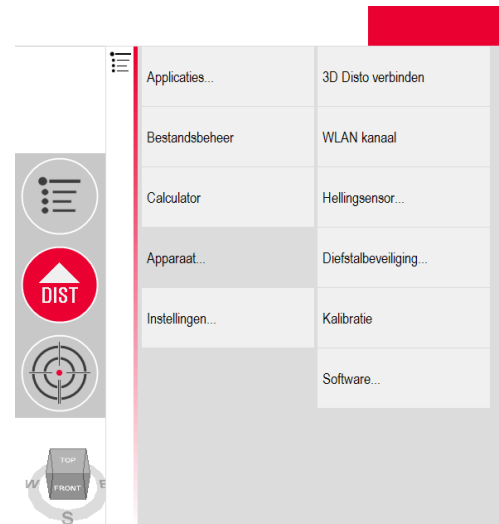 Applicaties...
Bestandsbeheer
Calculator
Apparaat...
Instellingen...
3D Disto verbinden
WLAN kanaal
Hellingsensor...
Diefstalbeveiliging...
Kalibratie
Software...
DIST
TOP
FRONT
W
E
S